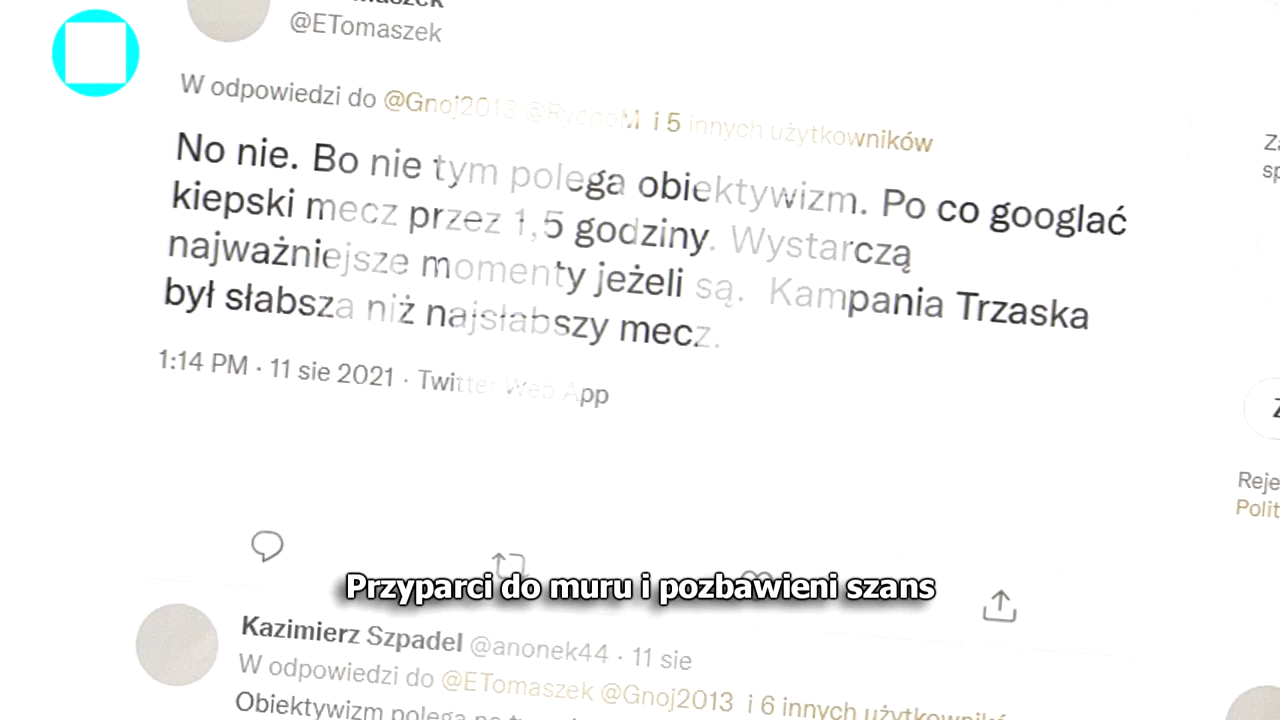 @ETomaszek
W odpowiedzi do @Gnoj2013 @RychoM i 5 innych użytkowników
No nie. Bo nie tym polega obiektywizm. Po co googlać
kiepski mecz przez 1,5 godziny. Wystarczą
najważniejsze momenty jeżeli są. Kampania Trzaska
był słabsza niż najsłabszy mecz.
1:14 PM · 11 sie 2021 · Twitter Web App
Przyparci do muru i pozbawieni szans
Kazimierz Szpadel @anonek44 · 11 sie
W odpowiedzi do @ETomaszek @Gnoj2013 i 6 innych
Obiektywizm polega